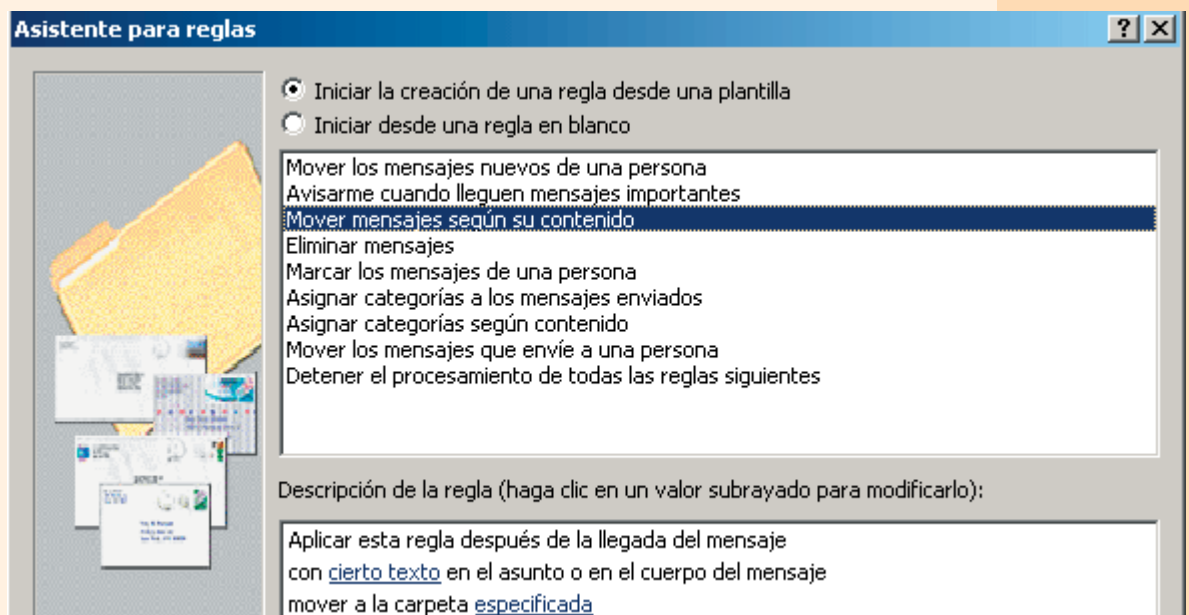 Asistente para reglas
Iniciar la creación de una regla desde una plantilla
Iniciar desde una regla en blanco
Mover los mensajes nuevos de una persona
Avisarme cuando lleguen mensajes importantes
Mover mensajes según su contenido
Eliminar mensajes
Marcar los mensajes de una persona
Asignar categorías a los mensajes enviados
Asignar categorías según contenido
Mover los mensajes que envíe a una persona
Detener el procesamiento de todas las reglas siguientes
Descripción de la regla (haga clic en un valor subrayado para modificarlo):
Aplicar esta regla después de la llegada del mensaje
con cierto texto en el asunto o en el cuerpo del mensaje
mover a la carpeta especificada